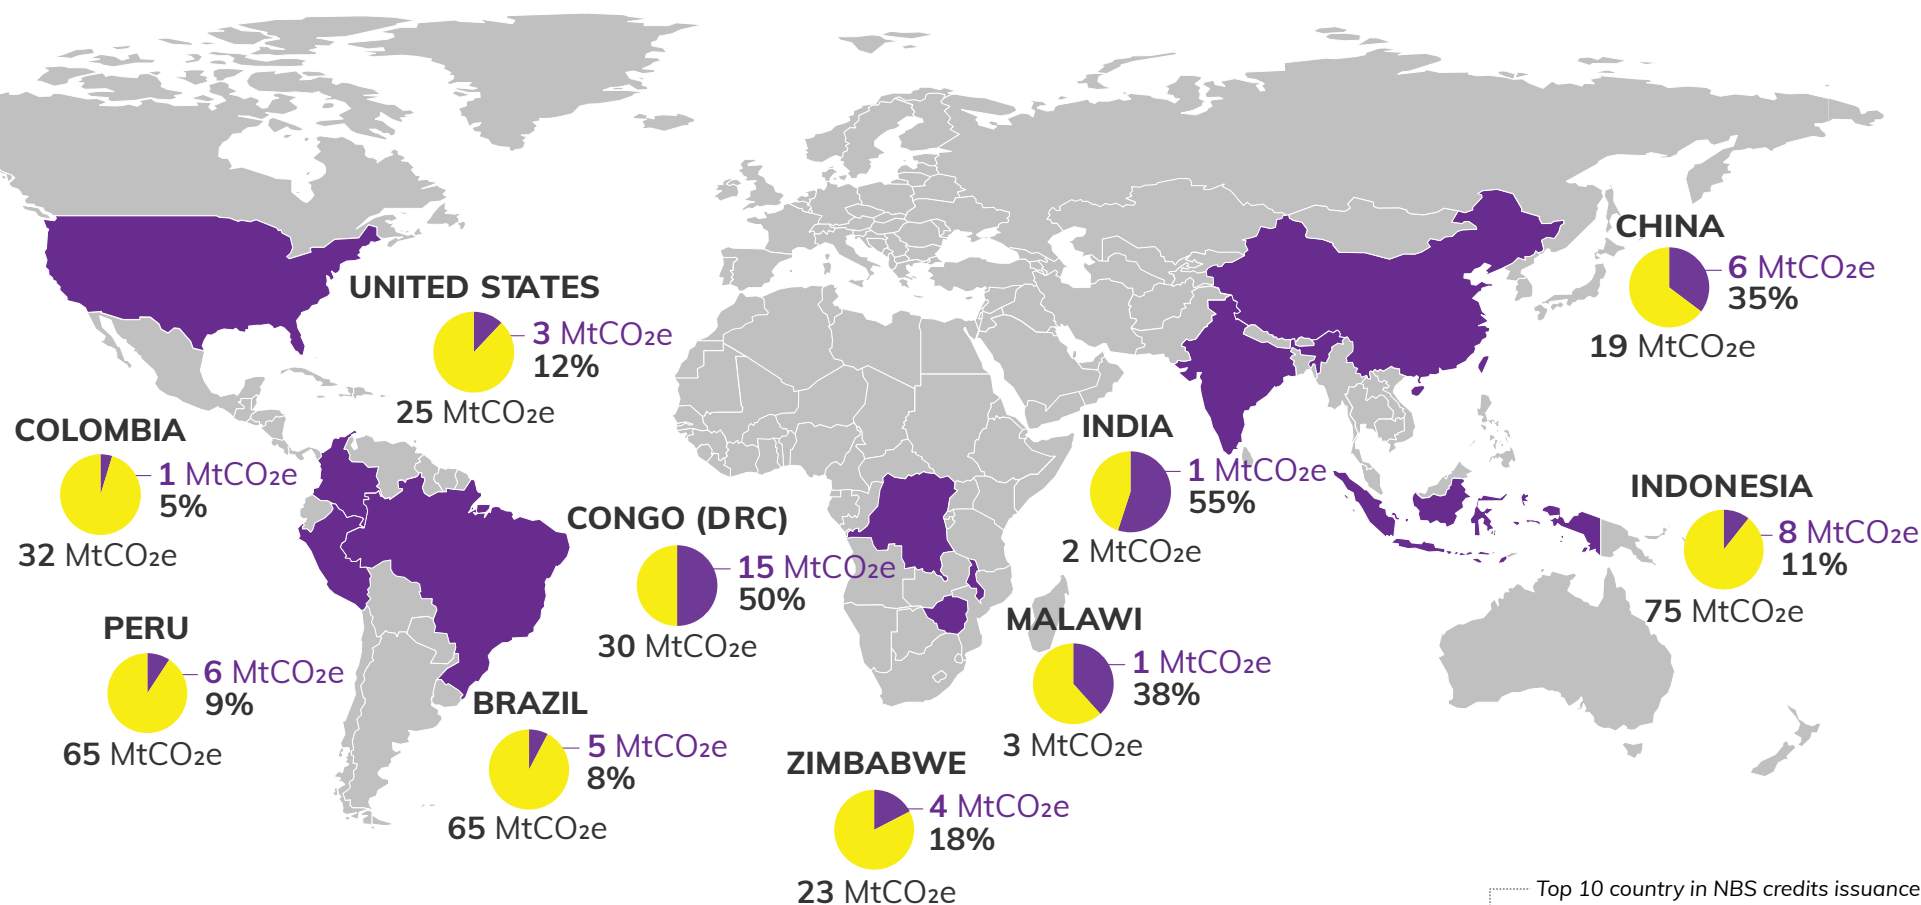 UNITED STATES
3 MtCO₂e
12%
25 MtCO₂e
COLOMBIA
1 MtCO₂e
5%
32 MtCO₂e
PERU
6 MtCO₂e
9%
65 MtCO₂e
BRAZIL
5 MtCO₂e
8%
65 MtCO₂e
CONGO (DRC)
15 MtCO₂e
50%
30 MtCO₂e
ZIMBABWE
4 MtCO₂e
18%
23 MtCO₂e
MALAWI
1 MtCO₂e
38%
3 MtCO₂e
INDIA
1 MtCO₂e
55%
2 MtCO₂e
CHINA
6 MtCO₂e
35%
19 MtCO₂e
INDONESIA
8 MtCO₂e
11%
75 MtCO₂e
Top 10 country in NBS credits issuance